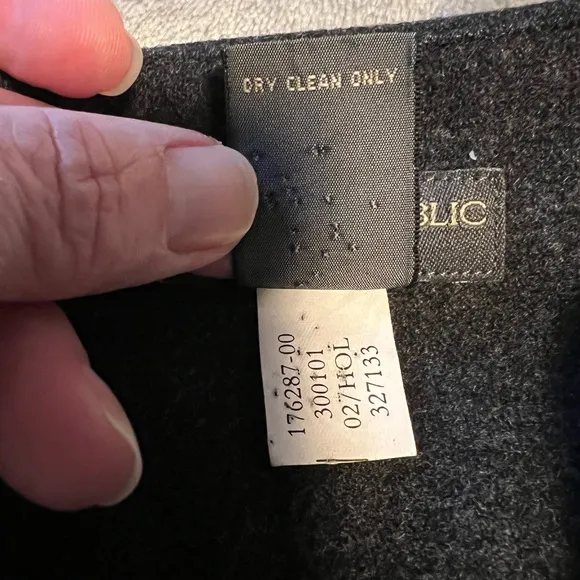 DRY CLEAN ONLY
BLIC
176287-00
300101
02/HOL
327133